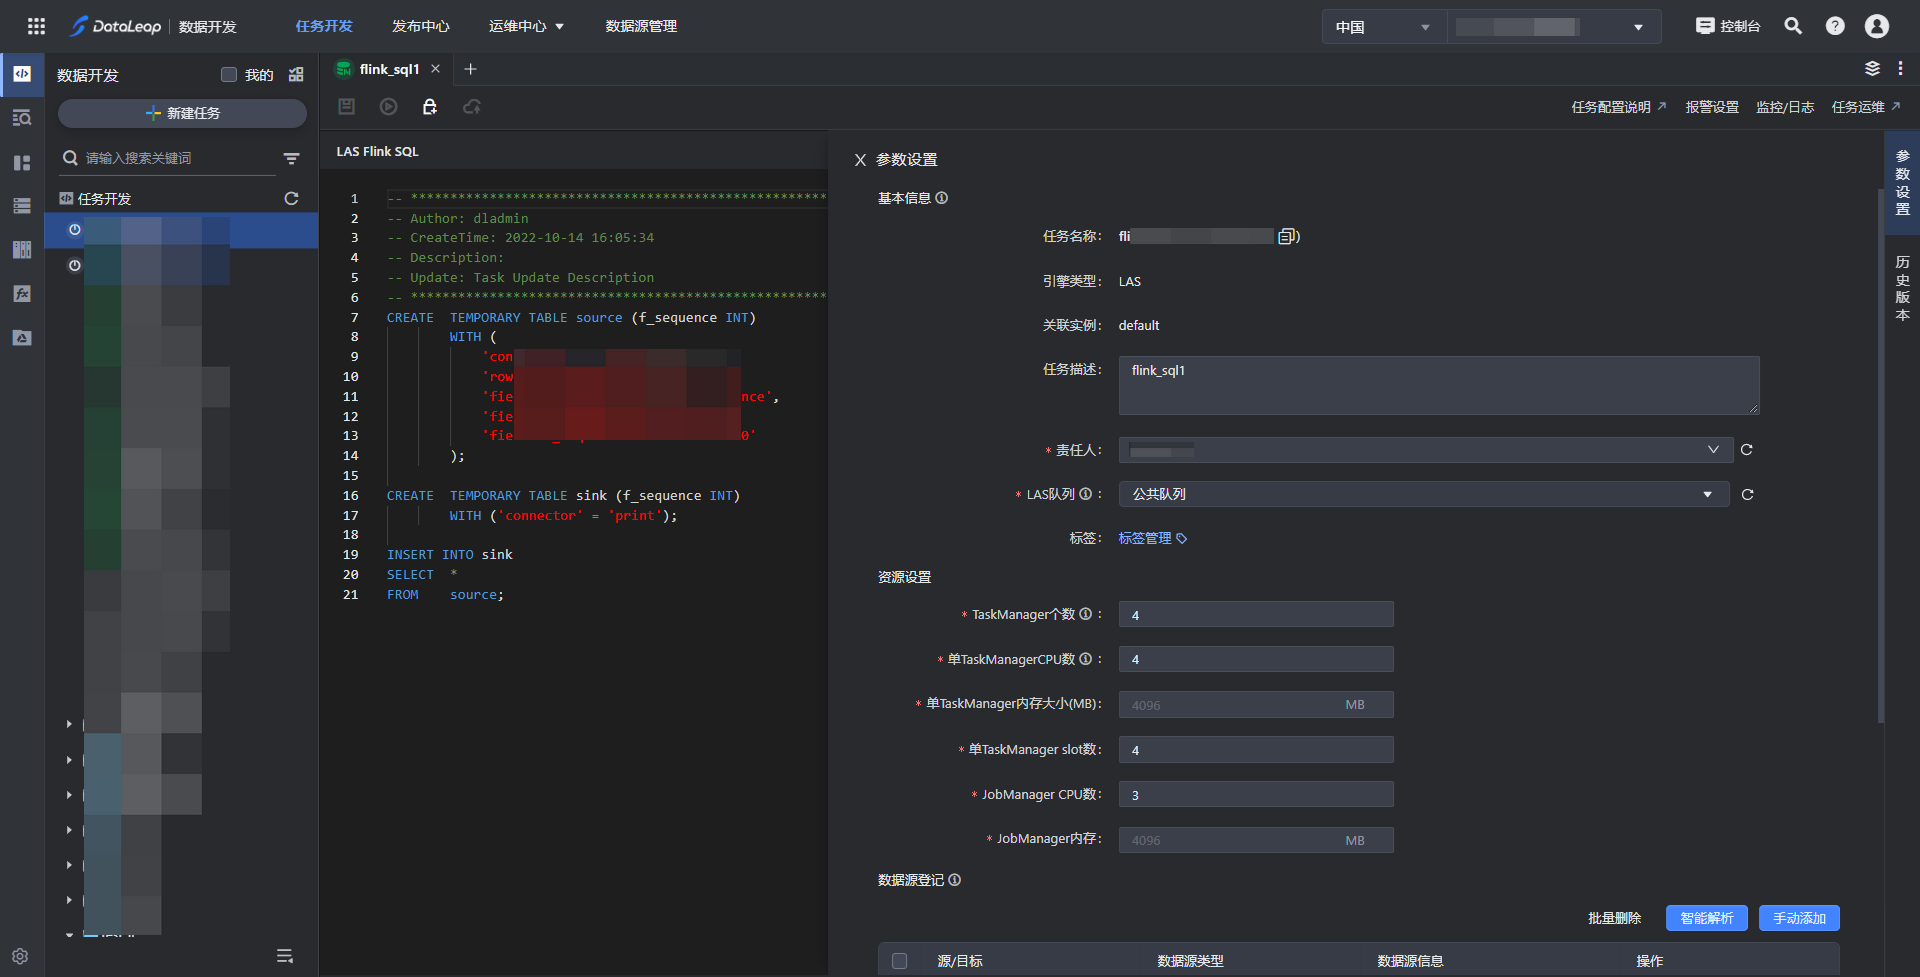 DataLeap 数据开发 任务开发 发布中心 运维中心 数据源管理 中国 控制台
数据开发 我的
新建任务
请输入搜索关键词
任务开发
flink_sql1
任务配置说明 报警设置 监控/日志 任务运维
LAS Flink SQL
1 -- *****************************************************
2 -- Author: dladmin
3 -- CreateTime: 2022-10-14 16:05:34
4 -- Description:
5 -- Update: Task Update Description
6 -- *****************************************************
7 CREATE TEMPORARY TABLE source (f_sequence INT)
8 WITH (
9 'con
10 'row
11 'fie nce',
12 'fie
13 'fie 0'
14 );
15
16 CREATE TEMPORARY TABLE sink (f_sequence INT)
17 WITH ('connector' = 'print');
18
19 INSERT INTO sink
20 SELECT *
21 FROM source;
参数设置
基本信息
任务名称: fli )
引擎类型: LAS
关联实例: default
任务描述: flink_sql1
* 责任人:
* LAS队列 : 公共队列
标签: 标签管理
资源设置
* TaskManager个数 : 4
* 单TaskManagerCPU数 : 4
* 单TaskManager内存大小(MB): 4096 MB
* 单TaskManager slot数: 4
* JobManager CPU数: 3
* JobManager内存: 4096 MB
数据源登记
批量删除 智能解析 手动添加
源/目标 数据源类型 数据源信息 操作
参数设置
历史版本